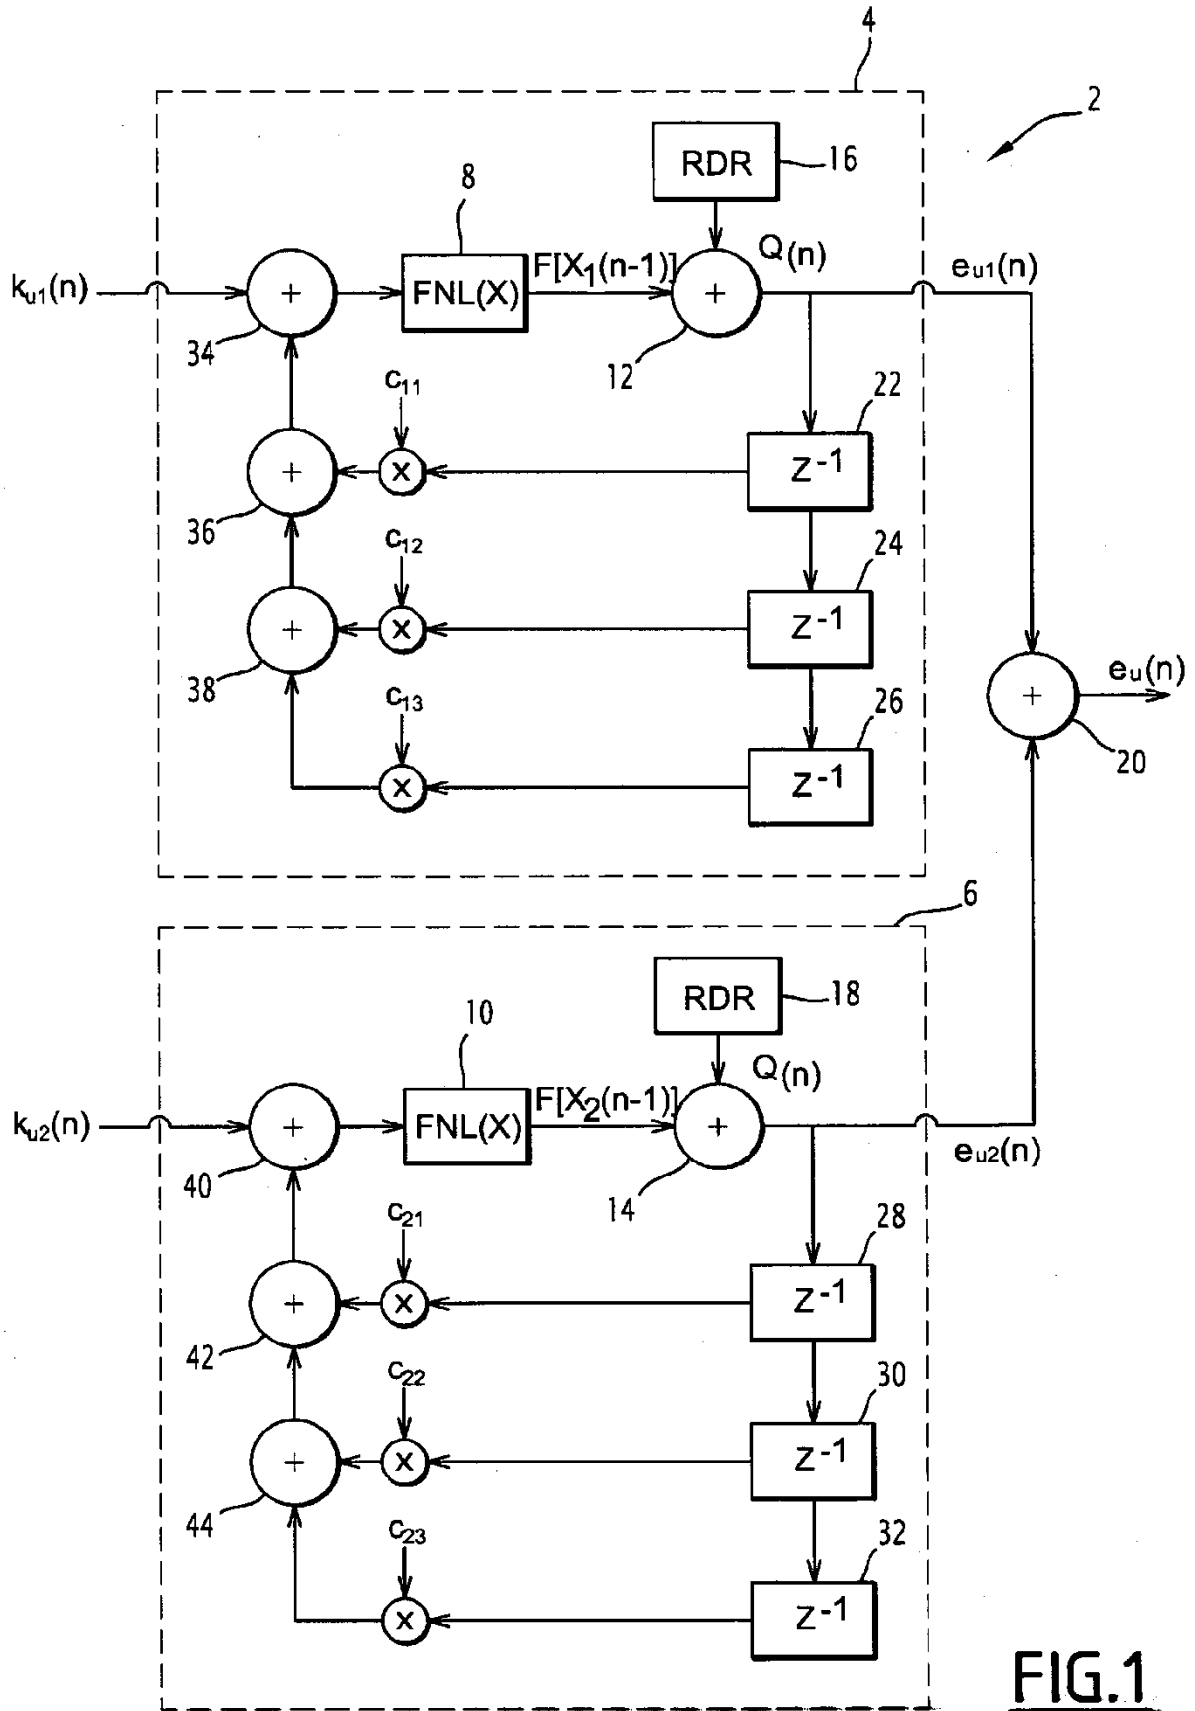 4
2
RDR
16
8
Q(n)
F[X₁(n-1)]
eᵤ₁(n)
kᵤ₁(n)
+
FNL(X)
+
34
12
c₁₁
22
+
x
Z⁻¹
36
c₁₂
24
+
x
Z⁻¹
38
eᵤ(n)
c₁₃
26
+
20
x
Z⁻¹
6
RDR
18
10
Q(n)
F[X₂(n-1)]
kᵤ₂(n)
+
FNL(X)
+
eᵤ₂(n)
40
14
c₂₁
28
+
x
Z⁻¹
42
c₂₂
30
+
x
Z⁻¹
44
c₂₃
32
x
Z⁻¹
FIG.1